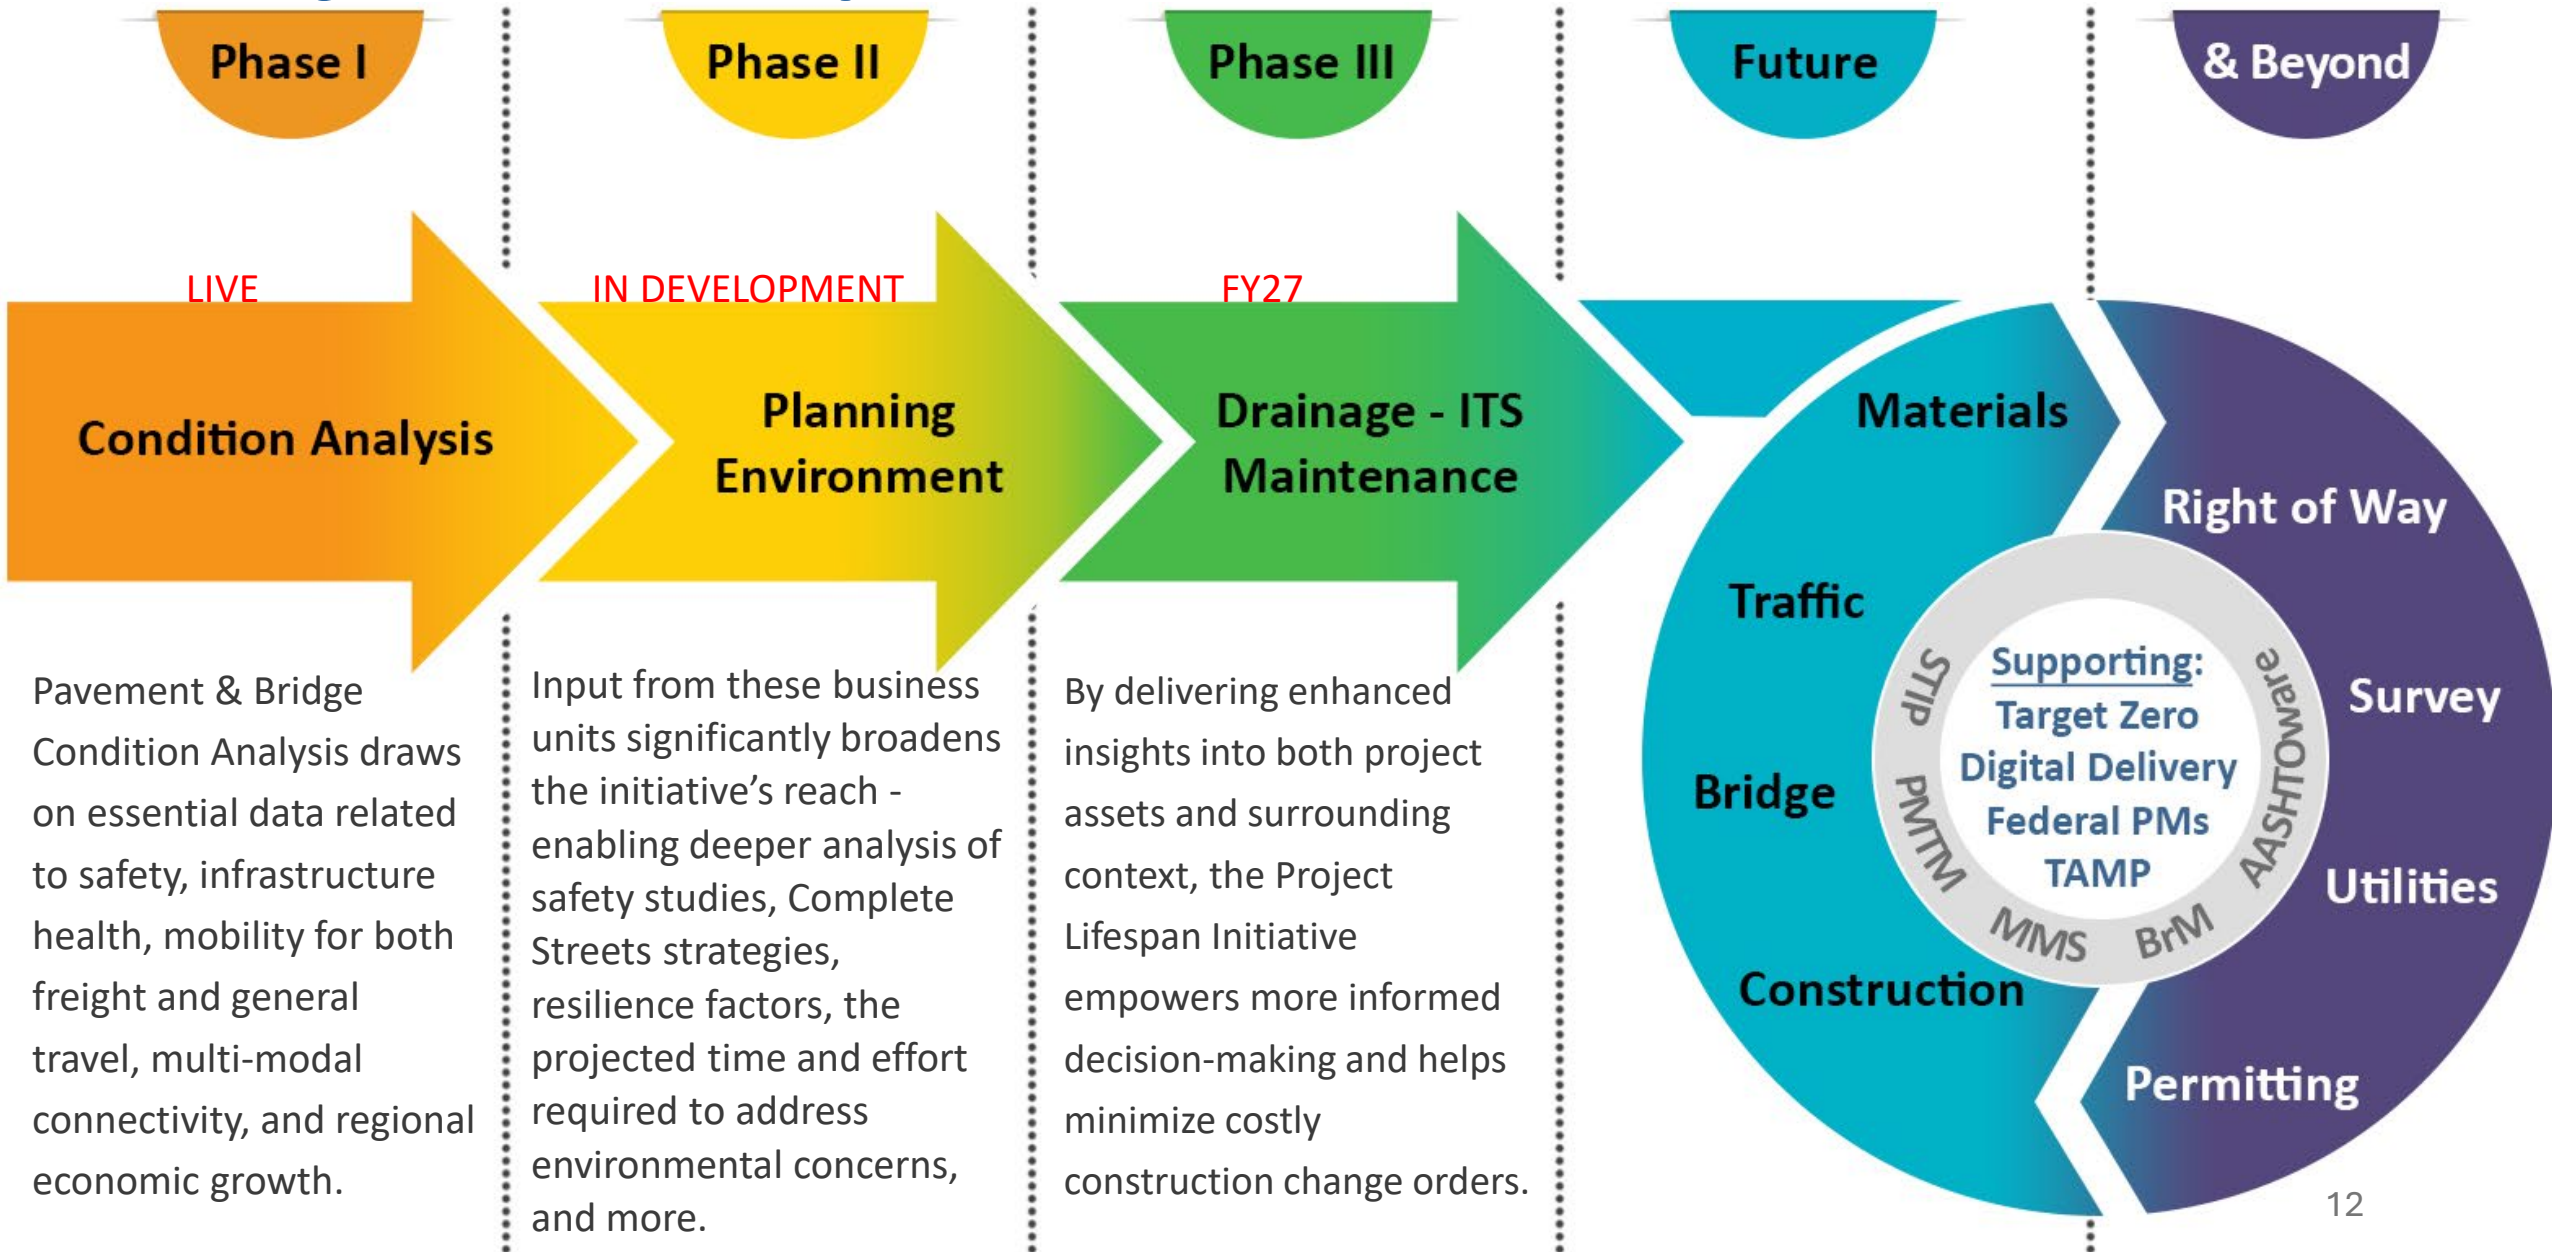 Phase I
Phase II
Phase III
Future
& Beyond
LIVE
IN DEVELOPMENT
FY27
Condition Analysis
Planning
Environment
Drainage - ITS
Maintenance
Pavement & Bridge
Condition Analysis draws
on essential data related
to safety, infrastructure
health, mobility for both
freight and general
travel, multi-modal
connectivity, and regional
economic growth.
Input from these business
units significantly broadens
the initiative’s reach -
enabling deeper analysis of
safety studies, Complete
Streets strategies,
resilience factors, the
projected time and effort
required to address
environmental concerns,
and more.
By delivering enhanced
insights into both project
assets and surrounding
context, the Project
Lifespan Initiative
empowers more informed
decision-making and helps
minimize costly
construction change orders.
Materials
Traffic
Bridge
Construction
Right of Way
Survey
Utilities
Permitting
STIP
PMTM
MMS
BrM
AASHTOware
Supporting:
Target Zero
Digital Delivery
Federal PMs
TAMP
12